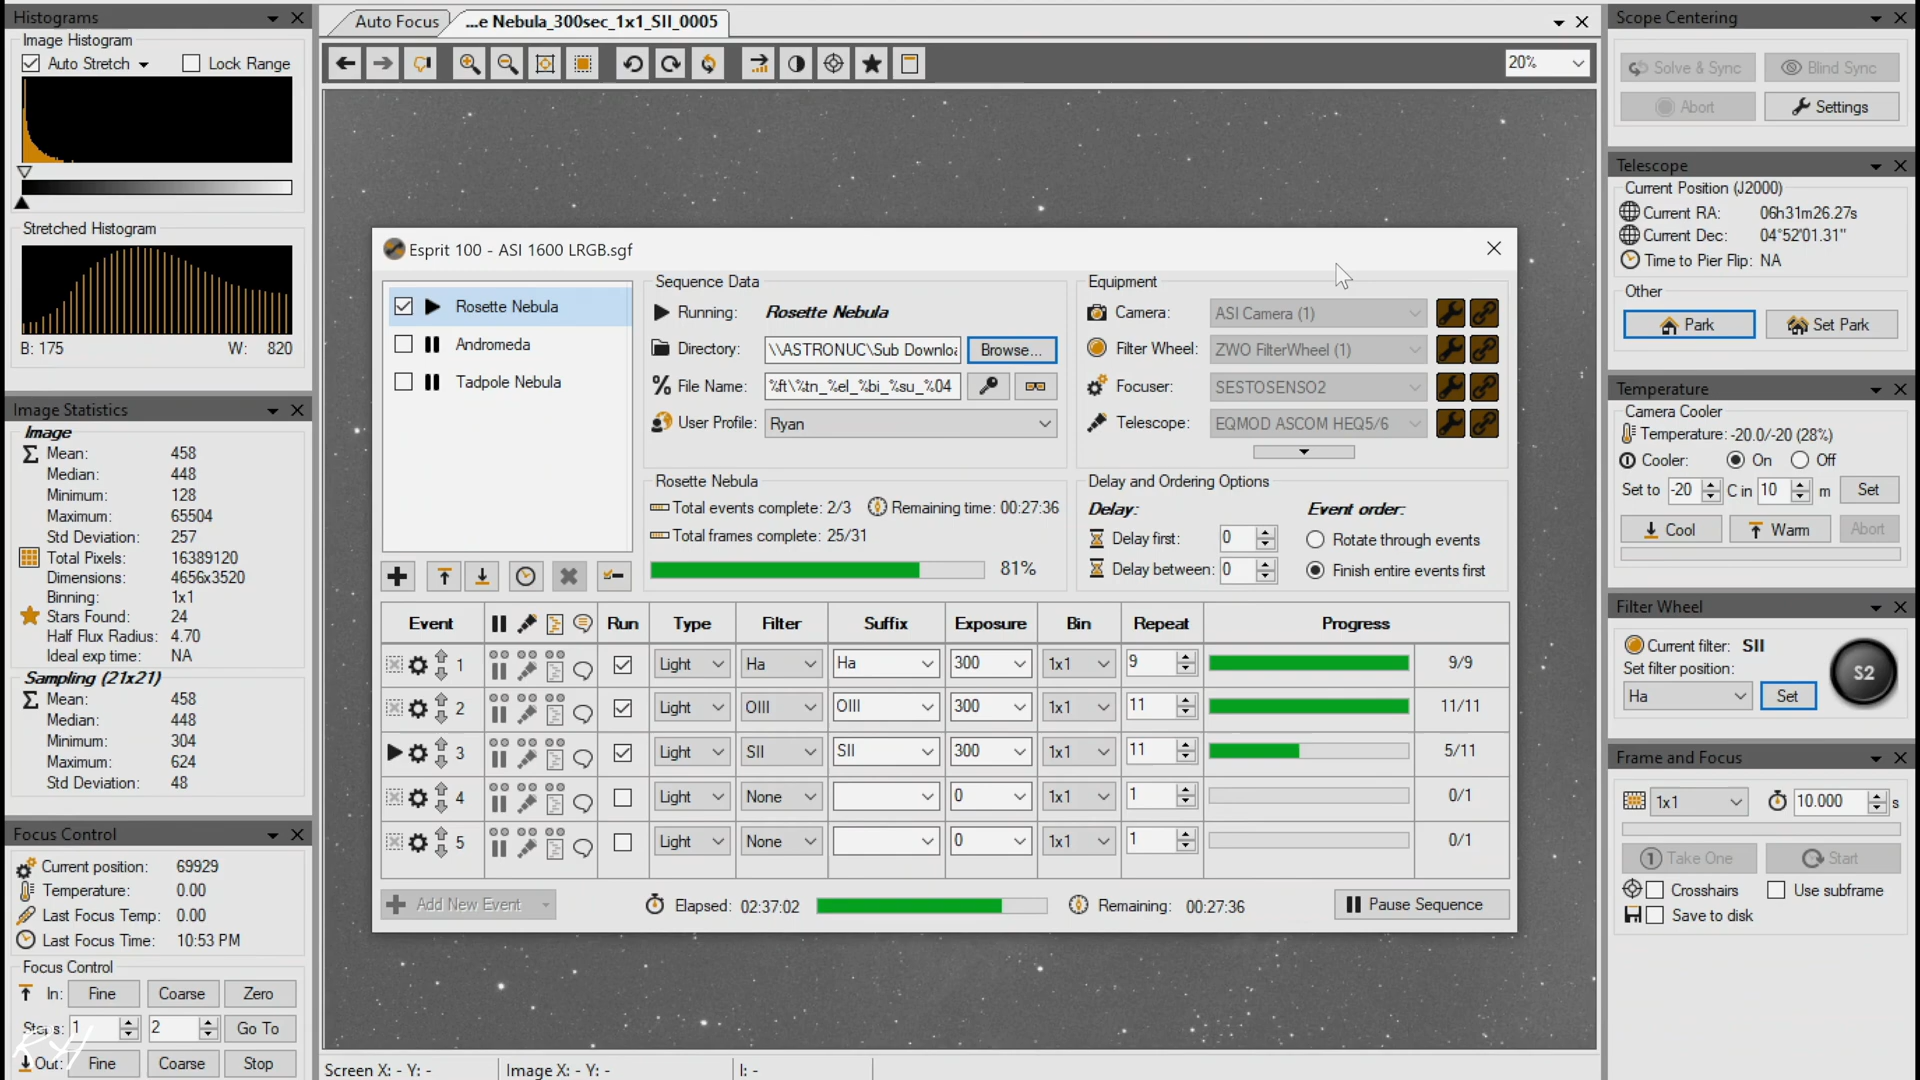 Histograms
Image Histogram
Auto Stretch
Lock Range
Stretched Histogram
B: 175
W: 820
Image Statistics
Image
Mean: 458
Median: 448
Minimum: 128
Maximum: 65504
Std Deviation: 257
Total Pixels: 16389120
Dimensions: 4656x3520
Binning: 1x1
Stars Found: 24
Half Flux Radius: 4.70
Ideal exp time: NA
Sampling (21x21)
Mean: 458
Median: 448
Minimum: 304
Maximum: 624
Std Deviation: 48
Focus Control
Current position: 69929
Temperature: 0.00
Last Focus Temp: 0.00
Last Focus Time: 10:53 PM
Focus Control
In: Fine Coarse Zero
1 2 Go To
Out: Fine Coarse Stop
Auto Focus
...e Nebula_300sec_1x1_SII_0005
20%
Esprit 100 - ASI 1600 LRGB.sgf
Rosette Nebula
Andromeda
Tadpole Nebula
Sequence Data
Running: Rosette Nebula
Directory: \\ASTRONUC\Sub Downloa Browse...
File Name: %ft\%tn_%el_%bi_%su_%04
User Profile: Ryan
Rosette Nebula
Total events complete: 2/3 Remaining time: 00:27:36
Total frames complete: 25/31
81%
Equipment
Camera: ASI Camera (1)
Filter Wheel: ZWO FilterWheel (1)
Focuser: SESTOSENSO2
Telescope: EQMOD ASCOM HEQ5/6
Delay and Ordering Options
Delay: Event order:
Delay first: 0 Rotate through events
Delay between: 0 Finish entire events first
Event Run Type Filter Suffix Exposure Bin Repeat Progress
1 Light Ha Ha 300 1x1 9 9/9
2 Light OIII OIII 300 1x1 11 11/11
3 Light SII SII 300 1x1 11 5/11
4 Light None 0 1x1 1 0/1
5 Light None 0 1x1 1 0/1
Add New Event Elapsed: 02:37:02 Remaining: 00:27:36 Pause Sequence
Screen X: - Y: - Image X: - Y: - I: -
Scope Centering
Solve & Sync Blind Sync
Abort Settings
Telescope
Current Position (J2000)
Current RA: 06h31m26.27s
Current Dec: 04°52'01.31"
Time to Pier Flip: NA
Other
Park Set Park
Temperature
Camera Cooler
Temperature: -20.0/-20 (28%)
Cooler: On Off
Set to -20 C in 10 m Set
Cool Warm Abort
Filter Wheel
Current filter: SII
Set filter position:
Ha Set
S2
Frame and Focus
1x1 10.000 s
Take One Start
Crosshairs Use subframe
Save to disk